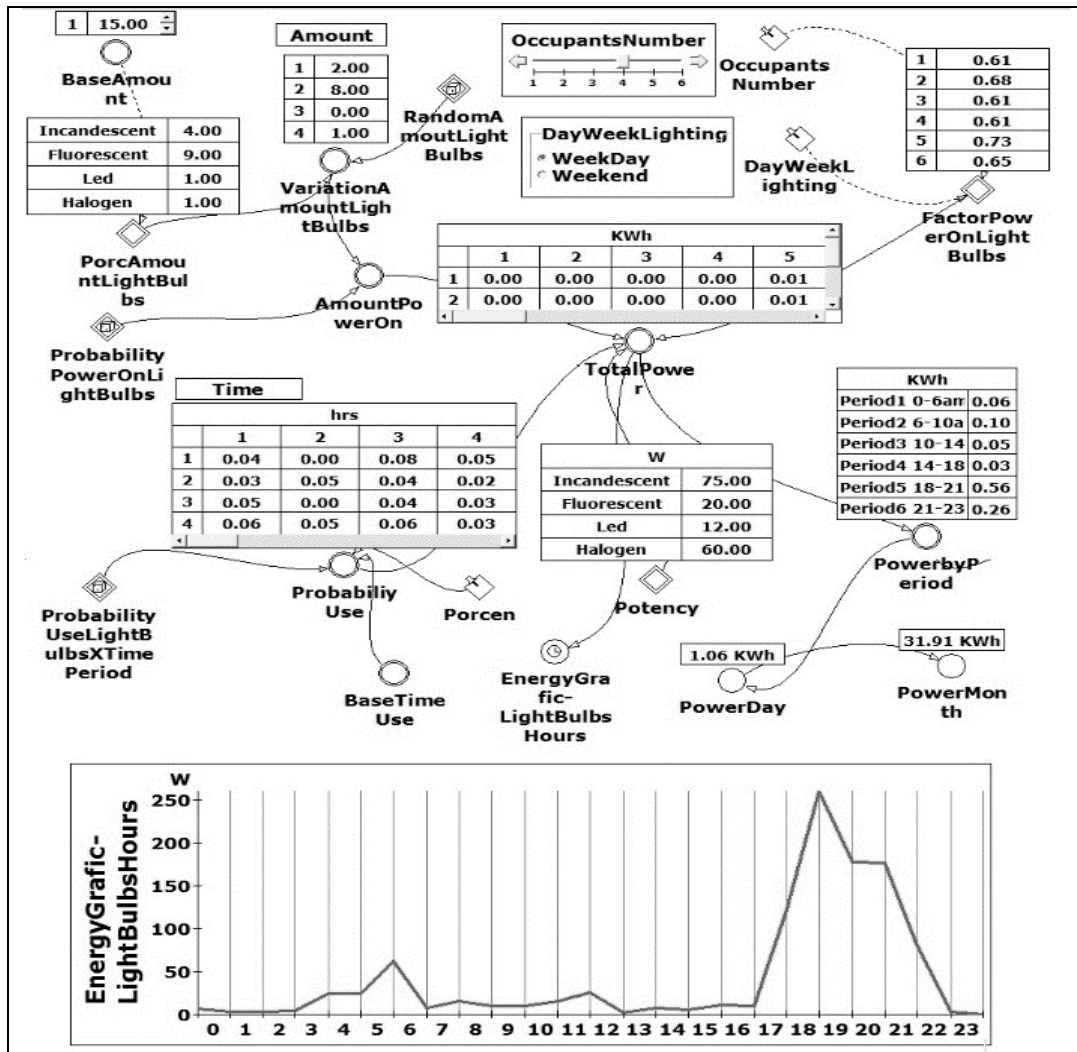 1 15.00
BaseAmou
nt
Amount
1 2.00
2 8.00
3 0.00
4 1.00
RandomA
moutLight
Bulbs
OccupantsNumber
1 2 3 4 5 6
Occupants
Number
DayWeekLighting
WeekDay
Weekend
DayWeekL
ighting
1 0.61
2 0.68
3 0.61
4 0.61
5 0.73
6 0.65
FactorPow
erOnLight
Bulbs
Incandescent 4.00
Fluorescent 9.00
Led 1.00
Halogen 1.00
PorcAmou
ntLightBul
bs
VariationA
mountLigh
tBulbs
AmountPo
werOn
Probability
PowerOnLi
ghtBulbs
KWh
1 2 3 4 5
1 0.00 0.00 0.00 0.00 0.01
2 0.00 0.00 0.00 0.00 0.01
TotalPowe
r
Time
hrs
1 2 3 4
1 0.04 0.00 0.08 0.05
2 0.03 0.05 0.04 0.02
3 0.05 0.00 0.04 0.03
4 0.06 0.05 0.06 0.03
W
Incandescent 75.00
Fluorescent 20.00
Led 12.00
Halogen 60.00
KWh
Period1 0-6am 0.06
Period2 6-10a 0.10
Period3 10-14 0.05
Period4 14-18 0.03
Period5 18-21 0.56
Period6 21-23 0.26
PowerbyP
eriod
Probability
UseLightB
ulbsXTime
Period
Probabiliy
Use
Porcen
Potency
BaseTime
Use
EnergyGra
fic-
LightBulbs
Hours
1.06 KWh
PowerDay
31.91 KWh
PowerMon
th
EnergyGrafic-
LightBulbsHours
W
250
200
150
100
50
0
0 1 2 3 4 5 6 7 8 9 10 11 12 13 14 15 16 17 18 19 20 21 22 23